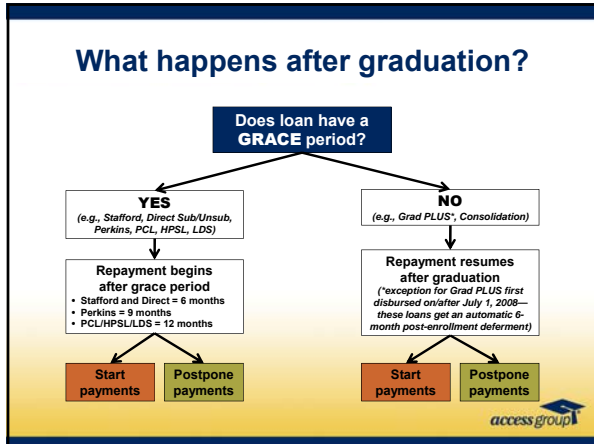 What happens after graduation?
Does loan have a
GRACE period?
YES
(e.g., Stafford, Direct Sub/Unsub,
Perkins, PCL, HPSL, LDS)
Repayment begins
after grace period
• Stafford and Direct = 6 months
• Perkins = 9 months
• PCL/HPSL/LDS = 12 months
Start
payments
Postpone
payments
NO
(e.g., Grad PLUS*, Consolidation)
Repayment resumes
after graduation
(*exception for Grad PLUS first
disbursed on/after July 1, 2008—
these loans get an automatic 6-
month post-enrollment deferment)
Start
payments
Postpone
payments
access group